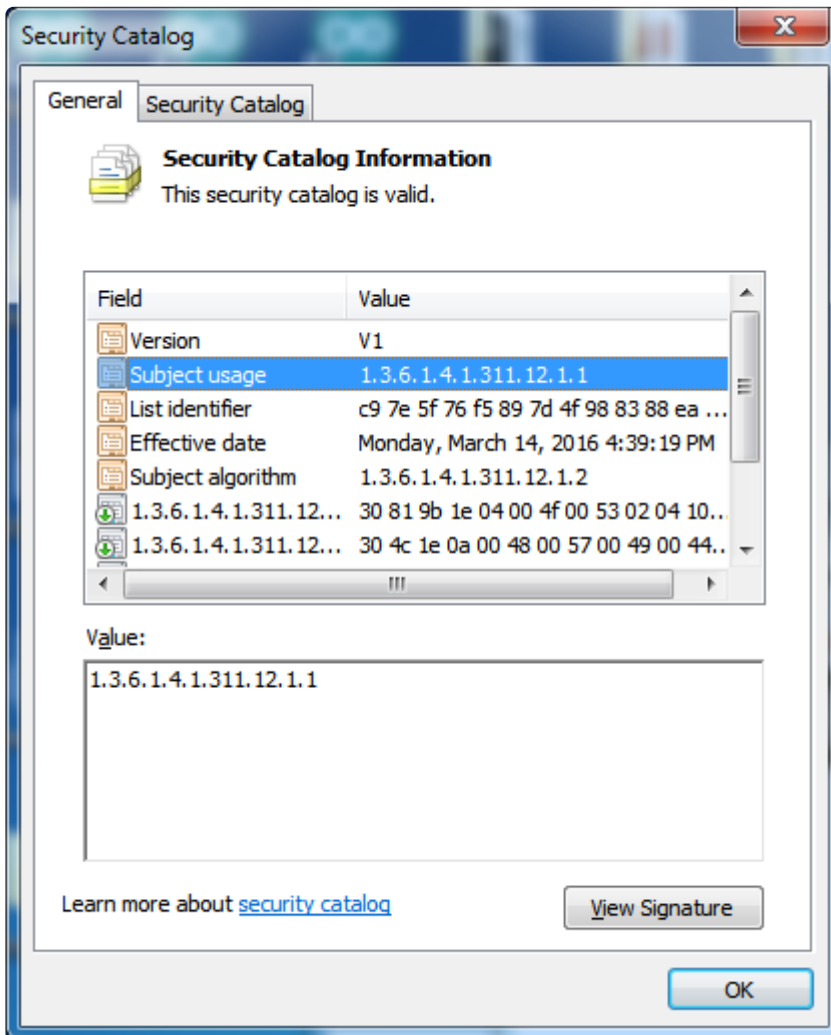 Security Catalog
General Security Catalog
Security Catalog Information
This security catalog is valid.
Field Value
Version V1
Subject usage 1.3.6.1.4.1.311.12.1.1
List identifier c9 7e 5f 76 f5 89 7d 4f 98 83 88 ea ...
Effective date Monday, March 14, 2016 4:39:19 PM
Subject algorithm 1.3.6.1.4.1.311.12.1.2
1.3.6.1.4.1.311.12... 30 81 9b 1e 04 00 4f 00 53 02 04 10...
1.3.6.1.4.1.311.12... 30 4c 1e 0a 00 48 00 57 00 49 00 44...
Value:
1.3.6.1.4.1.311.12.1.1
Learn more about security catalog View Signature
OK